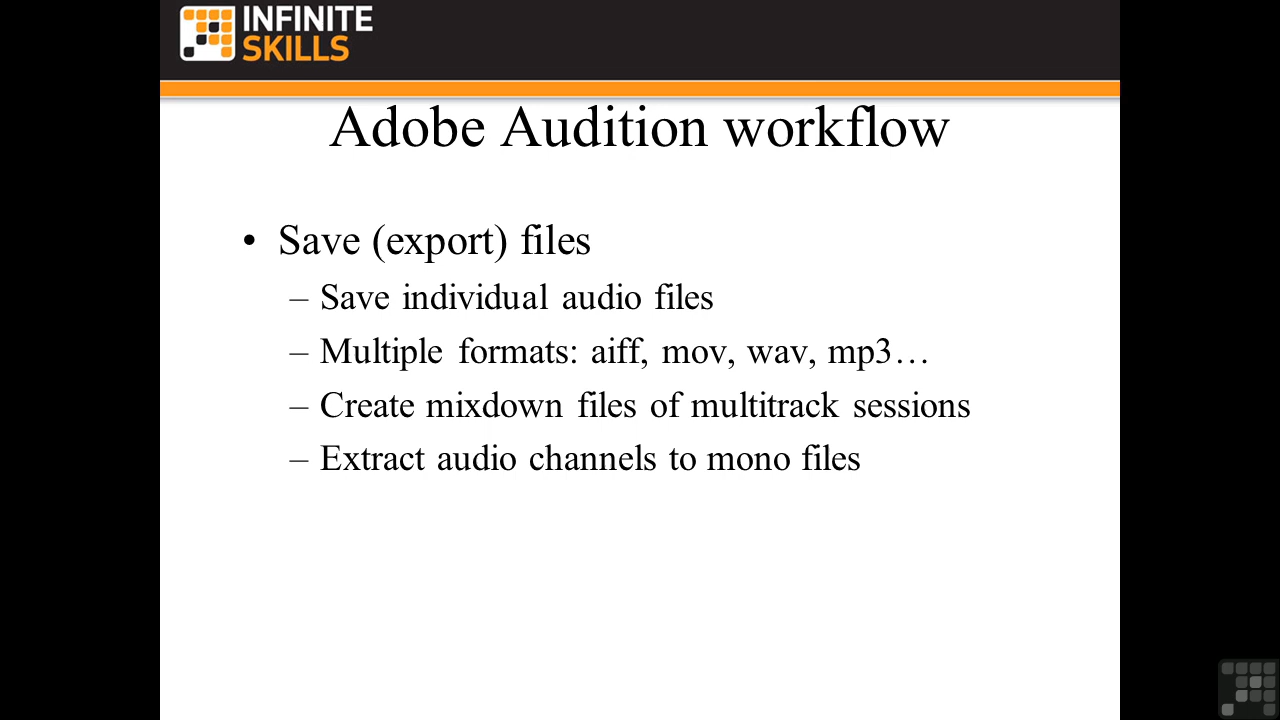 INFINITE
SKILLS
Adobe Audition workflow
• Save (export) files
– Save individual audio files
– Multiple formats: aiff, mov, wav, mp3…
– Create mixdown files of multitrack sessions
– Extract audio channels to mono files